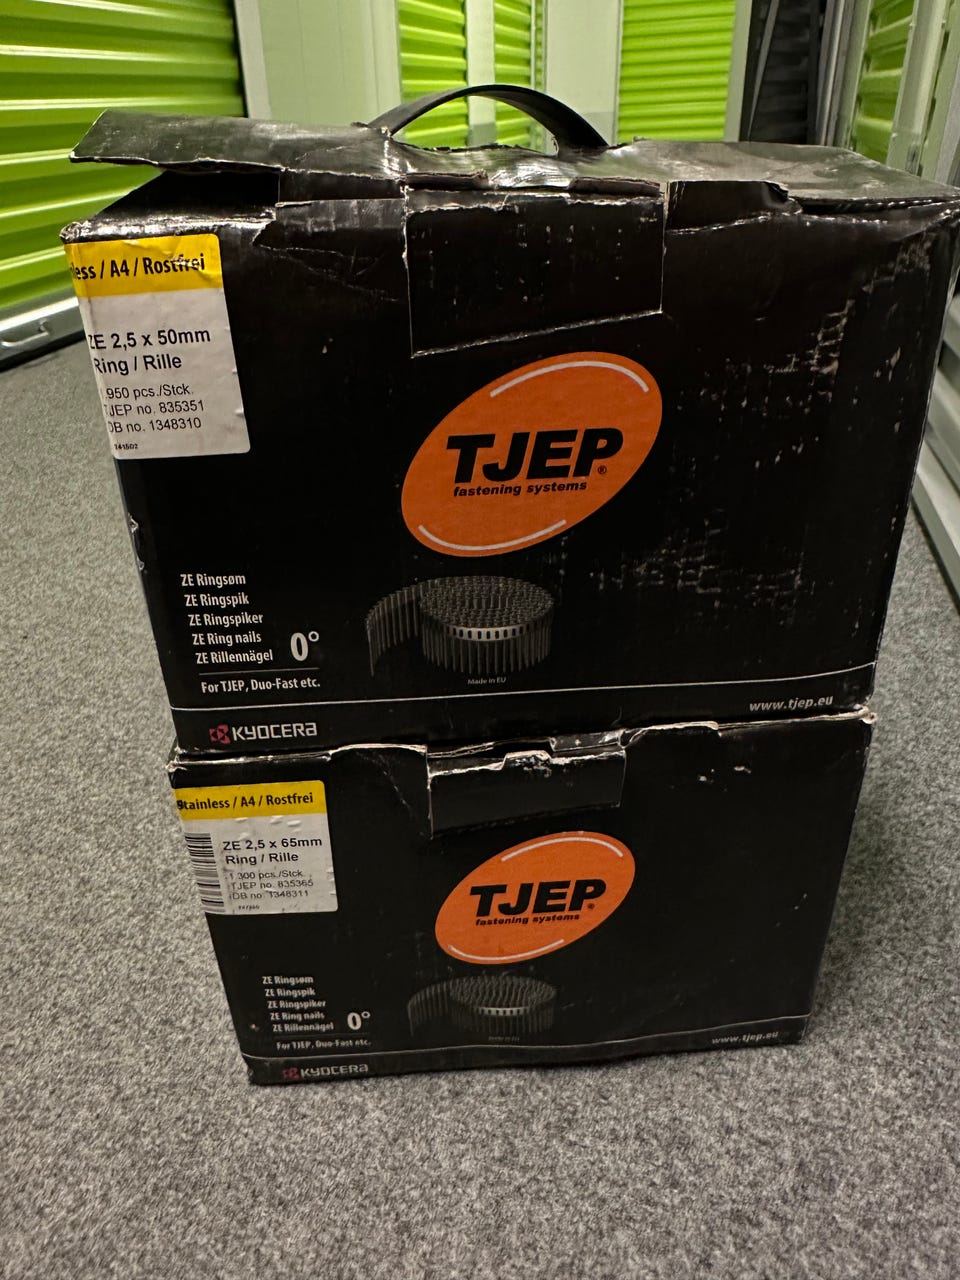 less / A4 / Rostfrei
ZE 2,5 x 50mm
Ring / Rille
.950 pcs./Stck.
TJEP no. 835351
DB no. 1348310
TJEP®
fastening systems
ZE Ringsøm
ZE Ringspik
ZE Ringspiker
ZE Ring nails
ZE Rillennägel
0°
For TJEP, Duo-Fast etc.
Made in EU
www.tjep.eu
KYOCERA
Stainless / A4 / Rostfrei
ZE 2,5 x 65mm
Ring / Rille
1.300 pcs./Stck.
TJEP no. 835365
DB no. 1348311
TJEP®
fastening systems
ZE Ringsøm
ZE Ringspik
ZE Ringspiker
ZE Ring nails
ZE Rillennägel
0°
For TJEP, Duo-Fast etc.
Made in EU
www.tjep.eu
KYOCERA